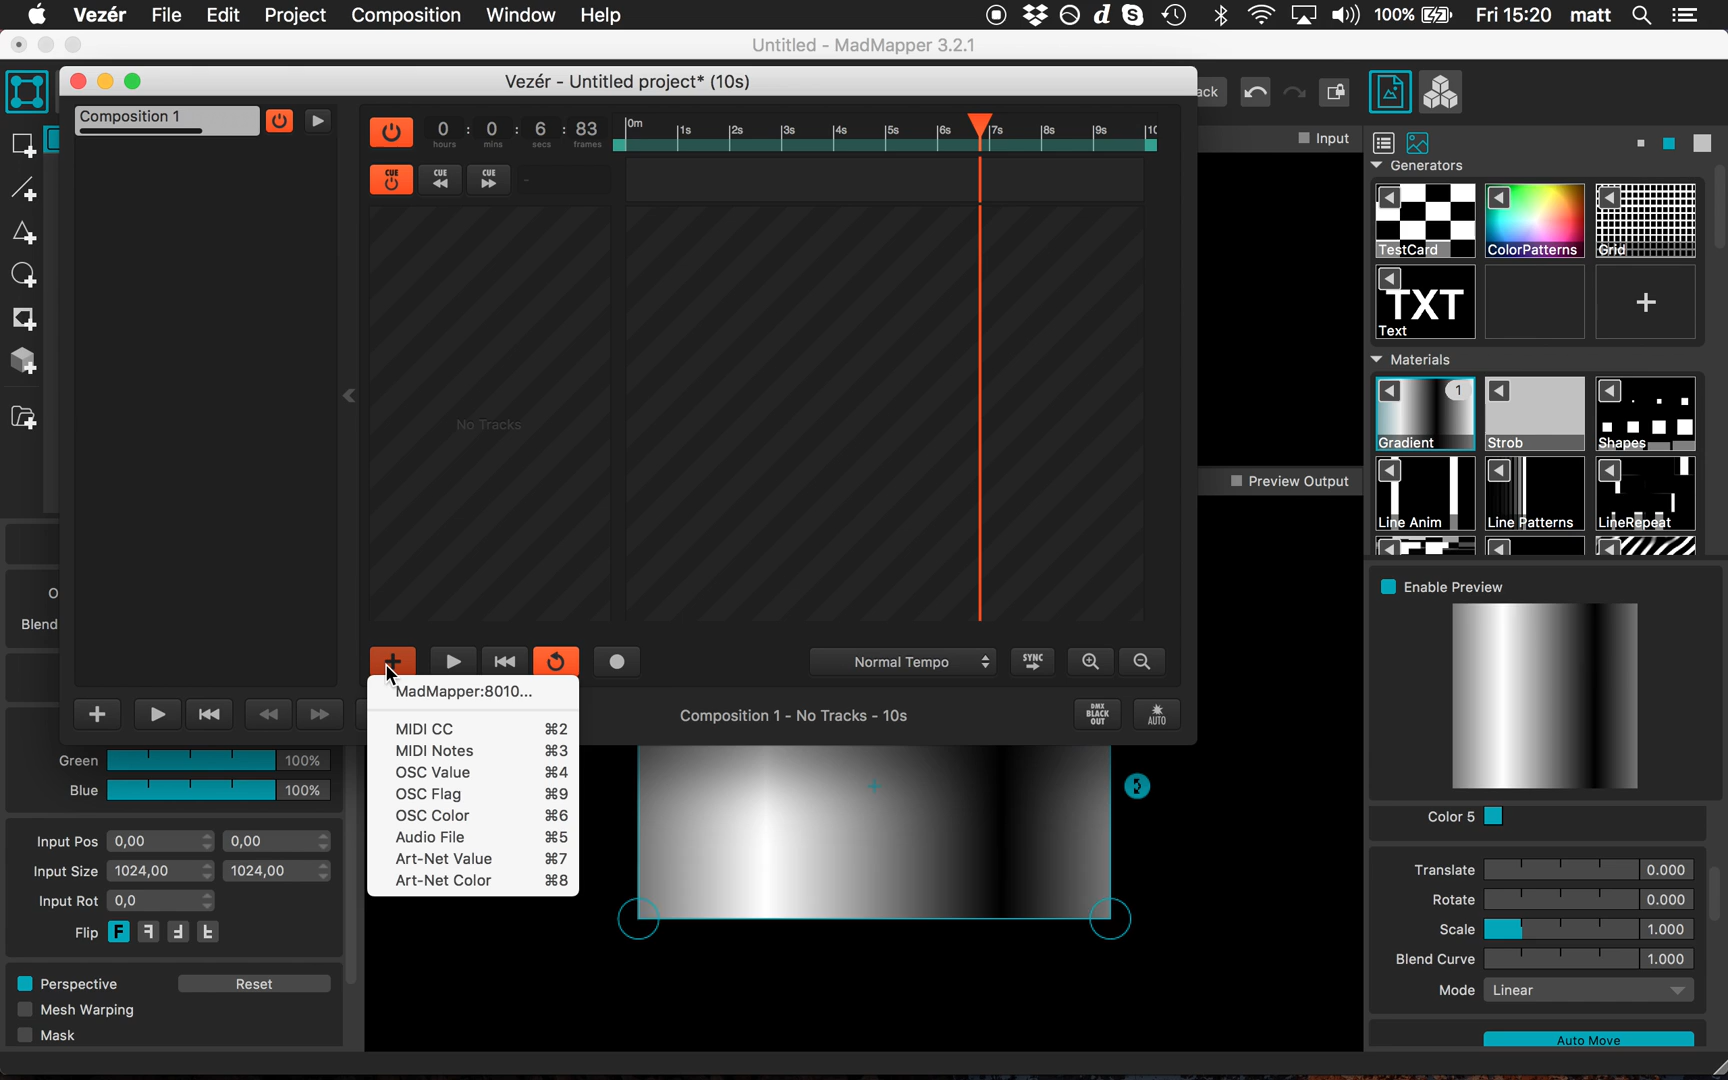 Vezér File Edit Project Composition Window Help 100% Fri 15:20 matt
Untitled - MadMapper 3.2.1
Vezér - Untitled project* (10s)
ack
Composition 1
0 : 0 : 6 : 83
hours mins secs frames
0m 1s 2s 3s 4s 5s 6s 7s 8s 9s
CUE CUE CUE -
No Tracks
Normal Tempo SYNC
MadMapper:8010...
MIDI CC ⌘2
MIDI Notes ⌘3
OSC Value ⌘4
OSC Flag ⌘9
OSC Color ⌘6
Audio File ⌘5
Art-Net Value ⌘7
Art-Net Color ⌘8
Composition 1 - No Tracks - 10s
DMX BLACK OUT AUTO
Input
Preview Output
Generators
TestCard ColorPatterns Grid
TXT
Text
Materials
1
Gradient Strob Shapes
Line Anim Line Patterns LineRepeat
Enable Preview
Color 5
Translate 0.000
Rotate 0.000
Scale 1.000
Blend Curve 1.000
Mode Linear
Auto Move
O
Blend
Green 100%
Blue 100%
Input Pos 0,00 0,00
Input Size 1024,00 1024,00
Input Rot 0,0
Flip F F F F
Perspective Reset
Mesh Warping
Mask